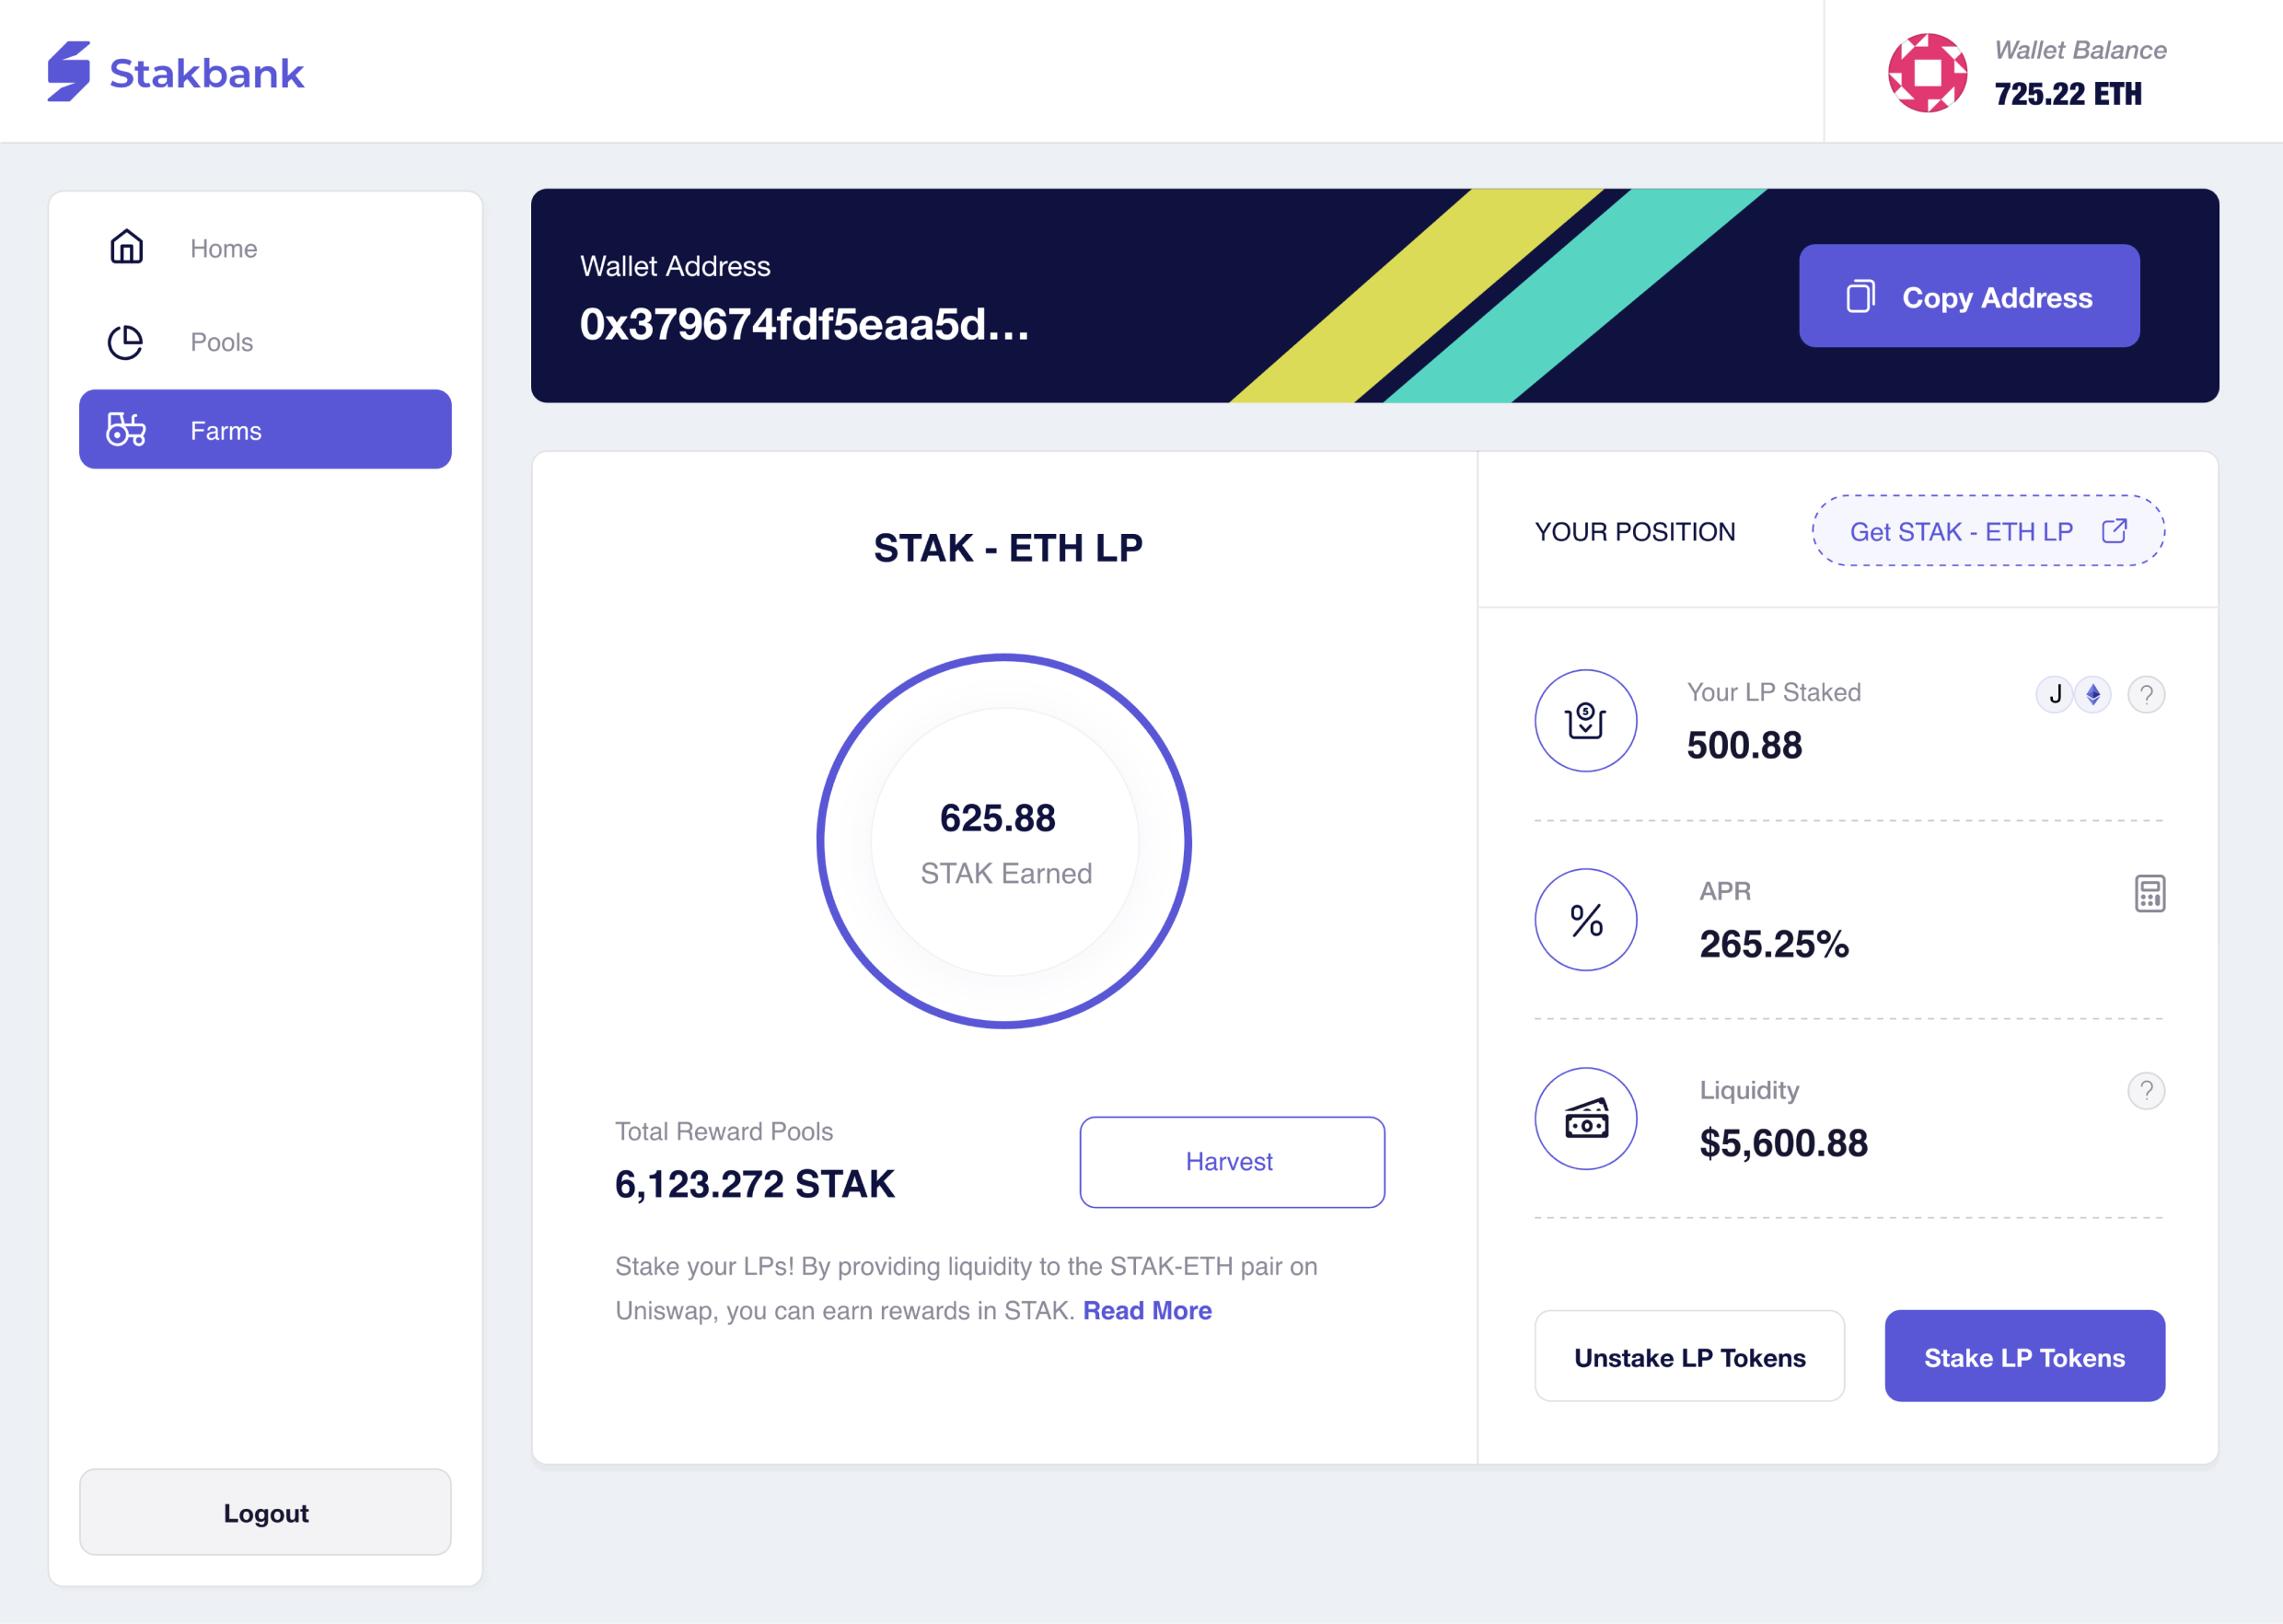 Stakbank
Wallet Balance
725.22 ETH
Home
Pools
Farms
Logout
Wallet Address
0x379674fdf5eaa5d...
Copy Address
STAK - ETH LP
625.88
STAK Earned
Total Reward Pools
6,123.272 STAK
Harvest
Stake your LPs! By providing liquidity to the STAK-ETH pair on
Uniswap, you can earn rewards in STAK. Read More
YOUR POSITION
Get STAK - ETH LP
5
Your LP Staked
J
?
500.88
%
APR
265.25%
Liquidity
?
$5,600.88
Unstake LP Tokens
Stake LP Tokens